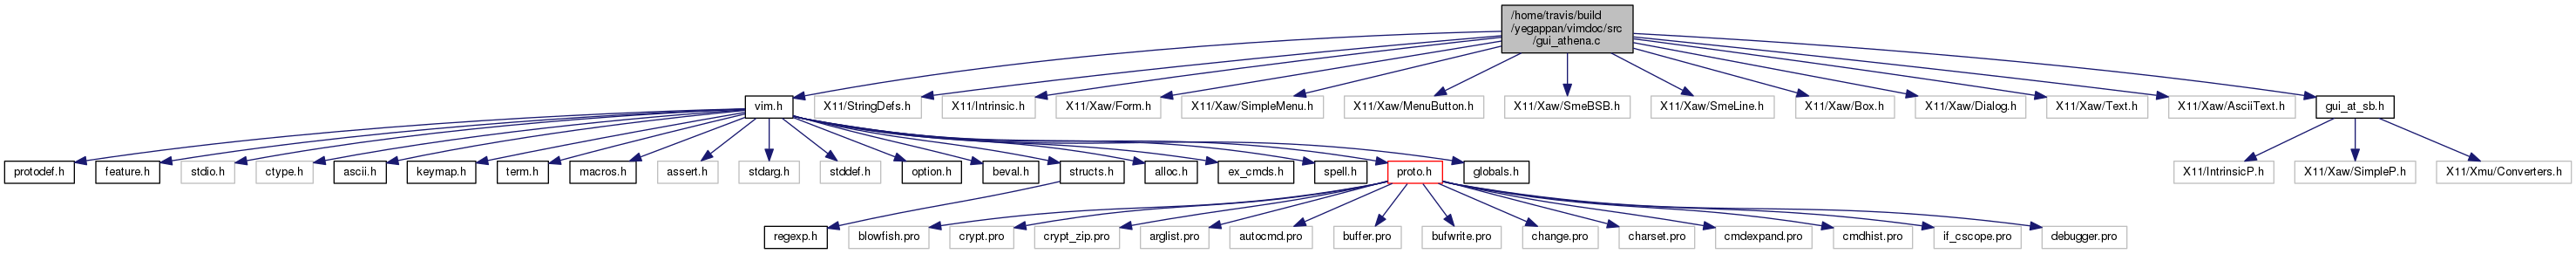 /home/travis/build
/yegappan/vimdoc/src
/gui_athena.c
vim.h
X11/StringDefs.h
X11/Intrinsic.h
X11/Xaw/Form.h
X11/Xaw/SimpleMenu.h
X11/Xaw/MenuButton.h
X11/Xaw/SmeBSB.h
X11/Xaw/SmeLine.h
X11/Xaw/Box.h
X11/Xaw/Dialog.h
X11/Xaw/Text.h
X11/Xaw/AsciiText.h
gui_at_sb.h
protodef.h
feature.h
stdio.h
ctype.h
ascii.h
keymap.h
term.h
macros.h
assert.h
stdarg.h
stddef.h
option.h
beval.h
structs.h
alloc.h
ex_cmds.h
spell.h
proto.h
globals.h
X11/IntrinsicP.h
X11/Xaw/SimpleP.h
X11/Xmu/Converters.h
regexp.h
blowfish.pro
crypt.pro
crypt_zip.pro
arglist.pro
autocmd.pro
buffer.pro
bufwrite.pro
change.pro
charset.pro
cmdexpand.pro
cmdhist.pro
if_cscope.pro
debugger.pro